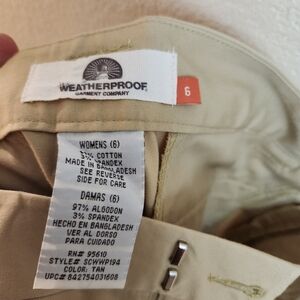 WEATHERPROOF
GARMENT COMPANY
6
WOMENS (6)
97% COTTON
3% SPANDEX
MADE IN BANGLADESH
SEE REVERSE
SIDE FOR CARE
DAMAS (6)
97% ALGODON
3% SPANDEX
HECHO EN BANGLADESH
VER AL DORSO
PARA CUIDADO
RN# 95610
STYLE# SCWWP194
COLOR: TAN
UPC# 842754031608